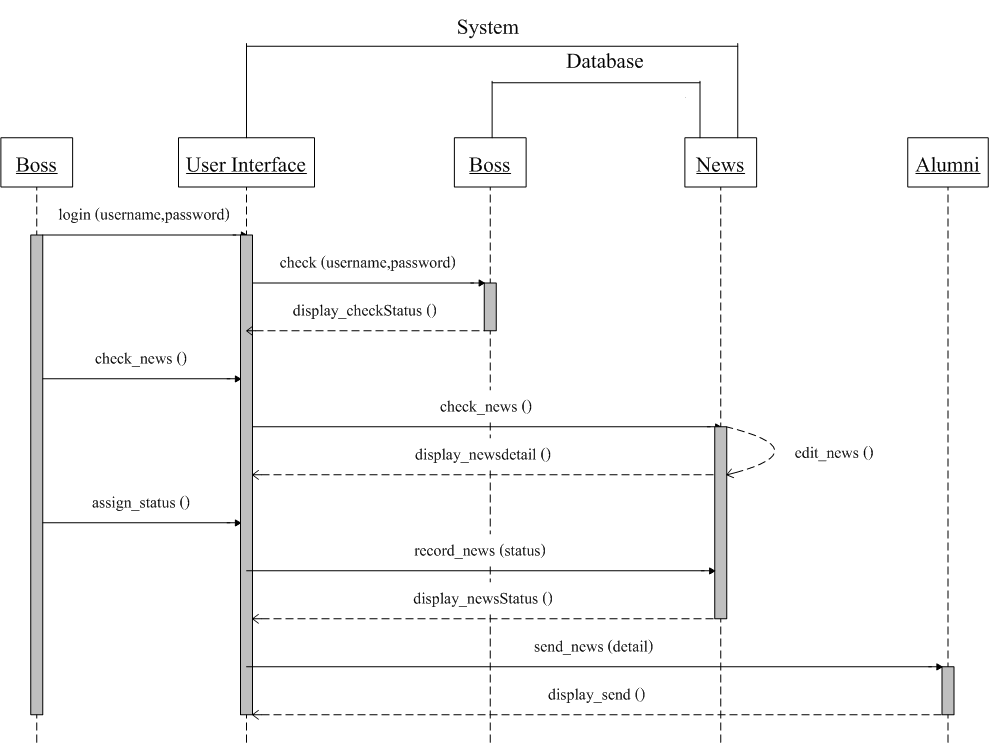 System
Database
Boss
User Interface
Boss
News
Alumni
login (username,password)
check (username,password)
display_checkStatus ()
check_news ()
check_news ()
edit_news ()
display_newsdetail ()
assign_status ()
record_news (status)
display_newsStatus ()
send_news (detail)
display_send ()